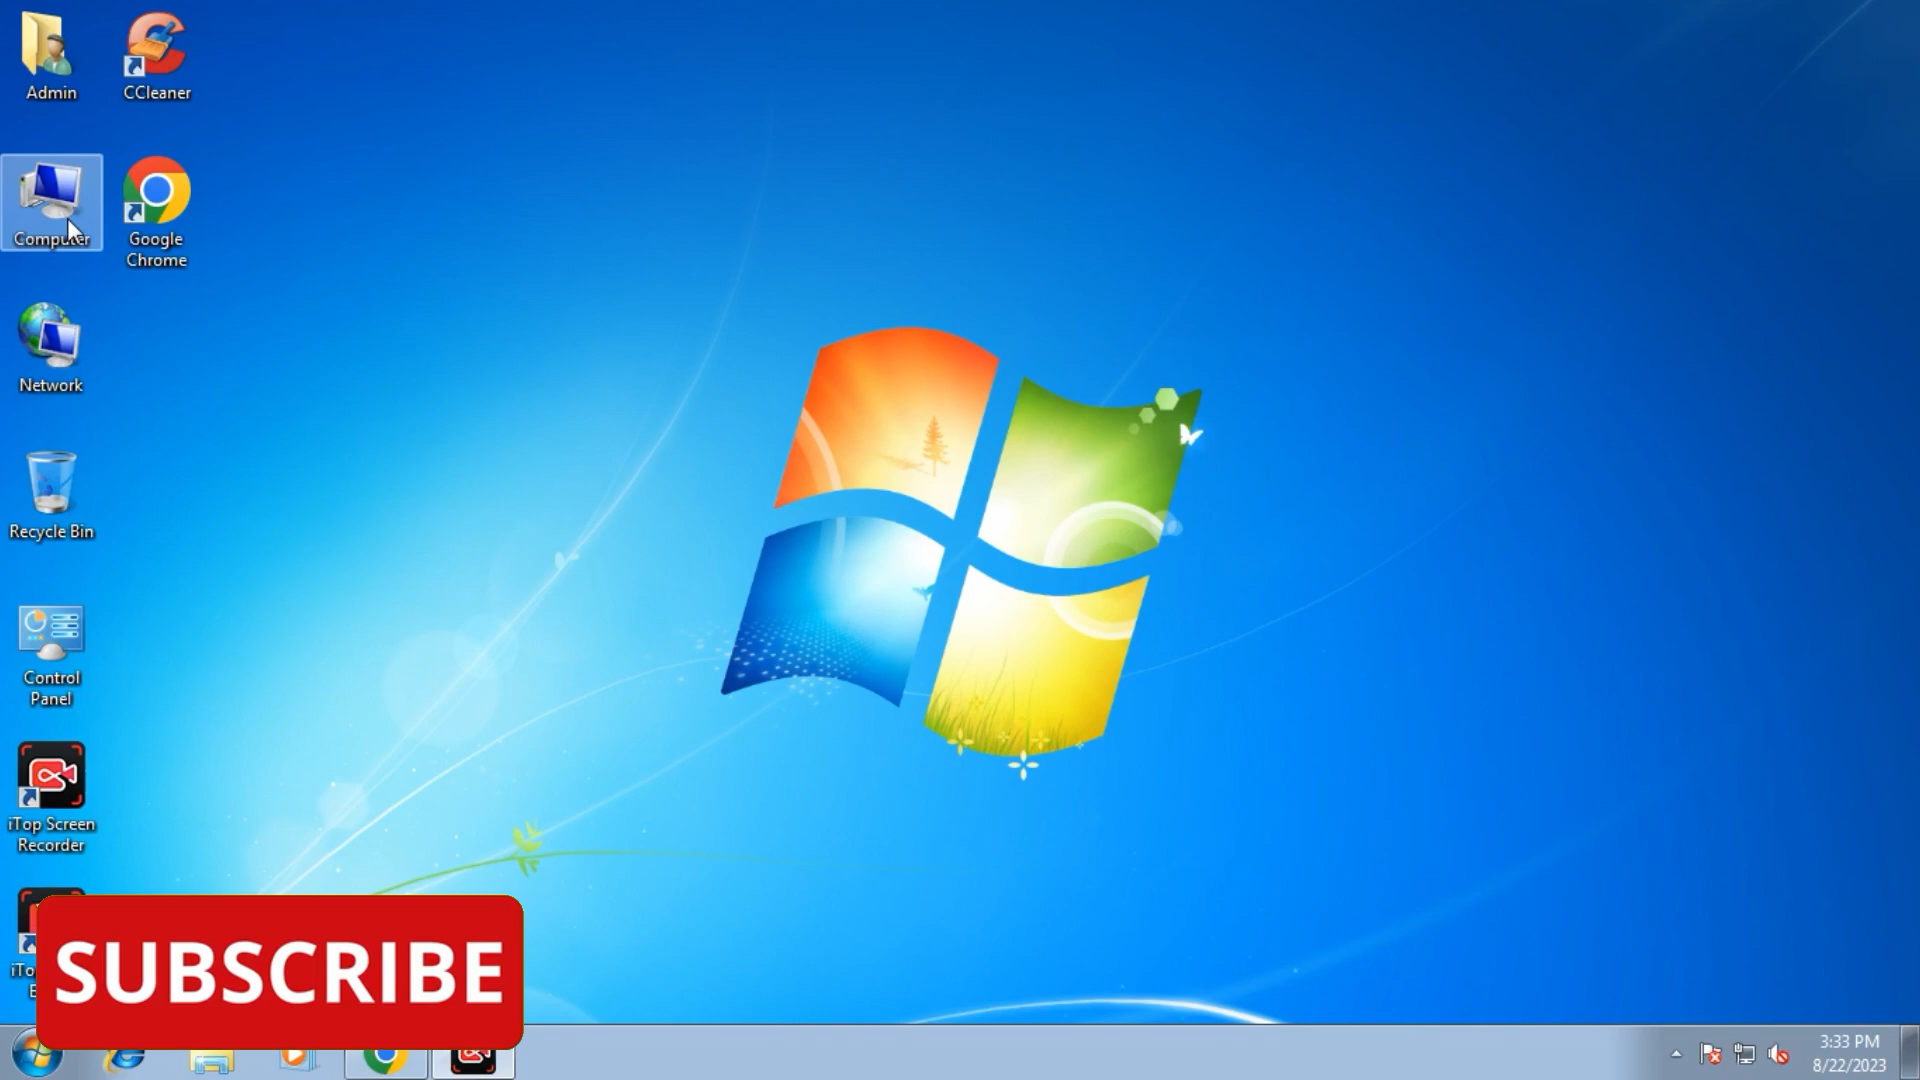 Admin
CCleaner
Computer
Google
Chrome
Network
Recycle Bin
Control
Panel
iTop Screen
Recorder
iTo
SUBSCRIBE
3:33 PM
8/22/2023